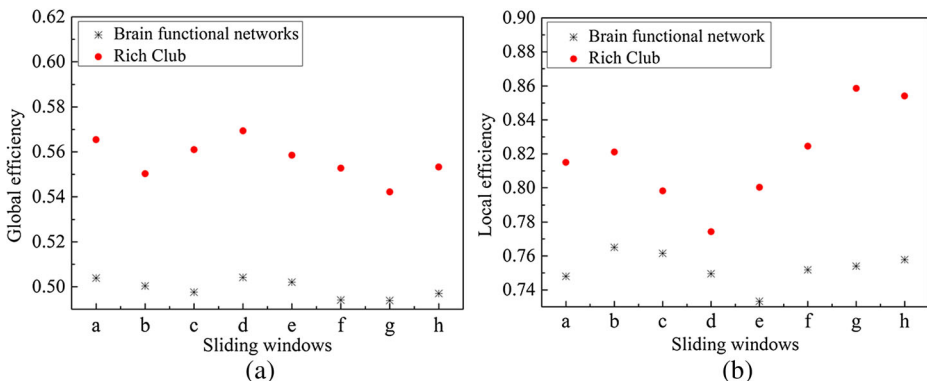 0.62
0.60
0.58
0.56
0.54
0.52
0.50
Global efficiency
Brain functional networks
Rich Club
a b c d e f g h
Sliding windows
(a)
0.90
0.88
0.86
0.84
0.82
0.80
0.78
0.76
0.74
Local efficiency
Brain functional network
Rich Club
a b c d e f g h
Sliding windows
(b)